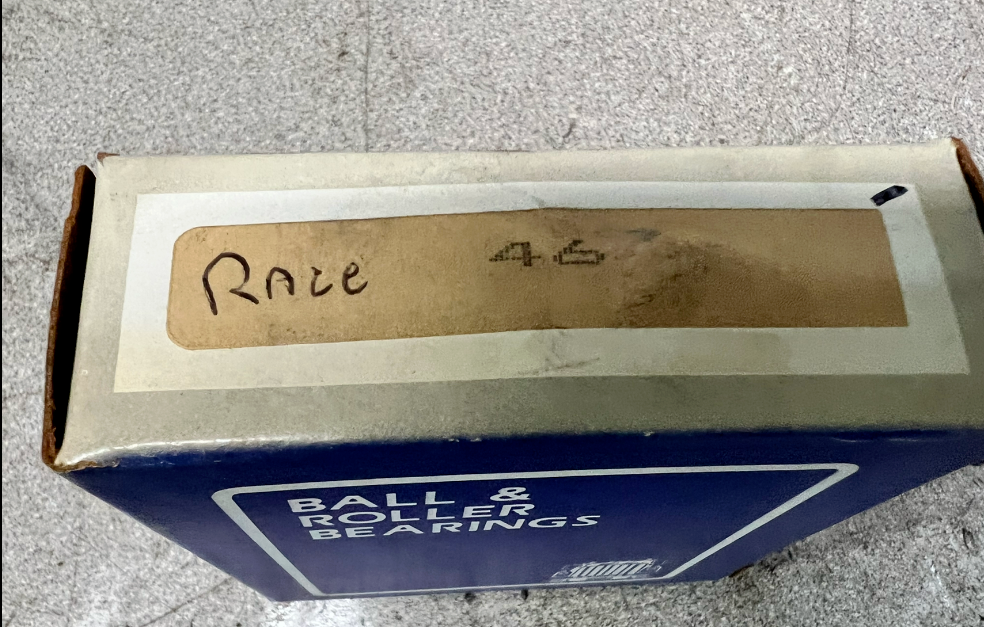 RACE 46
BALL &
ROLLER
BEARINGS